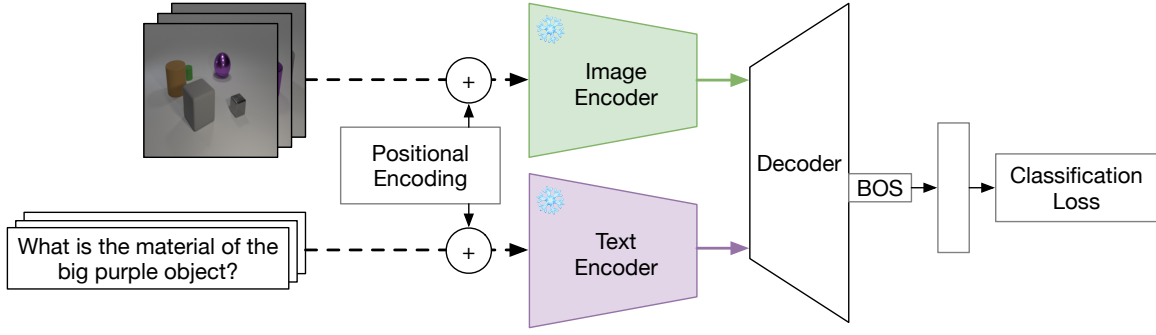 +
Image
Encoder
Positional
Encoding
Decoder
BOS
Classification
Loss
What is the material of the
big purple object?
+
Text
Encoder